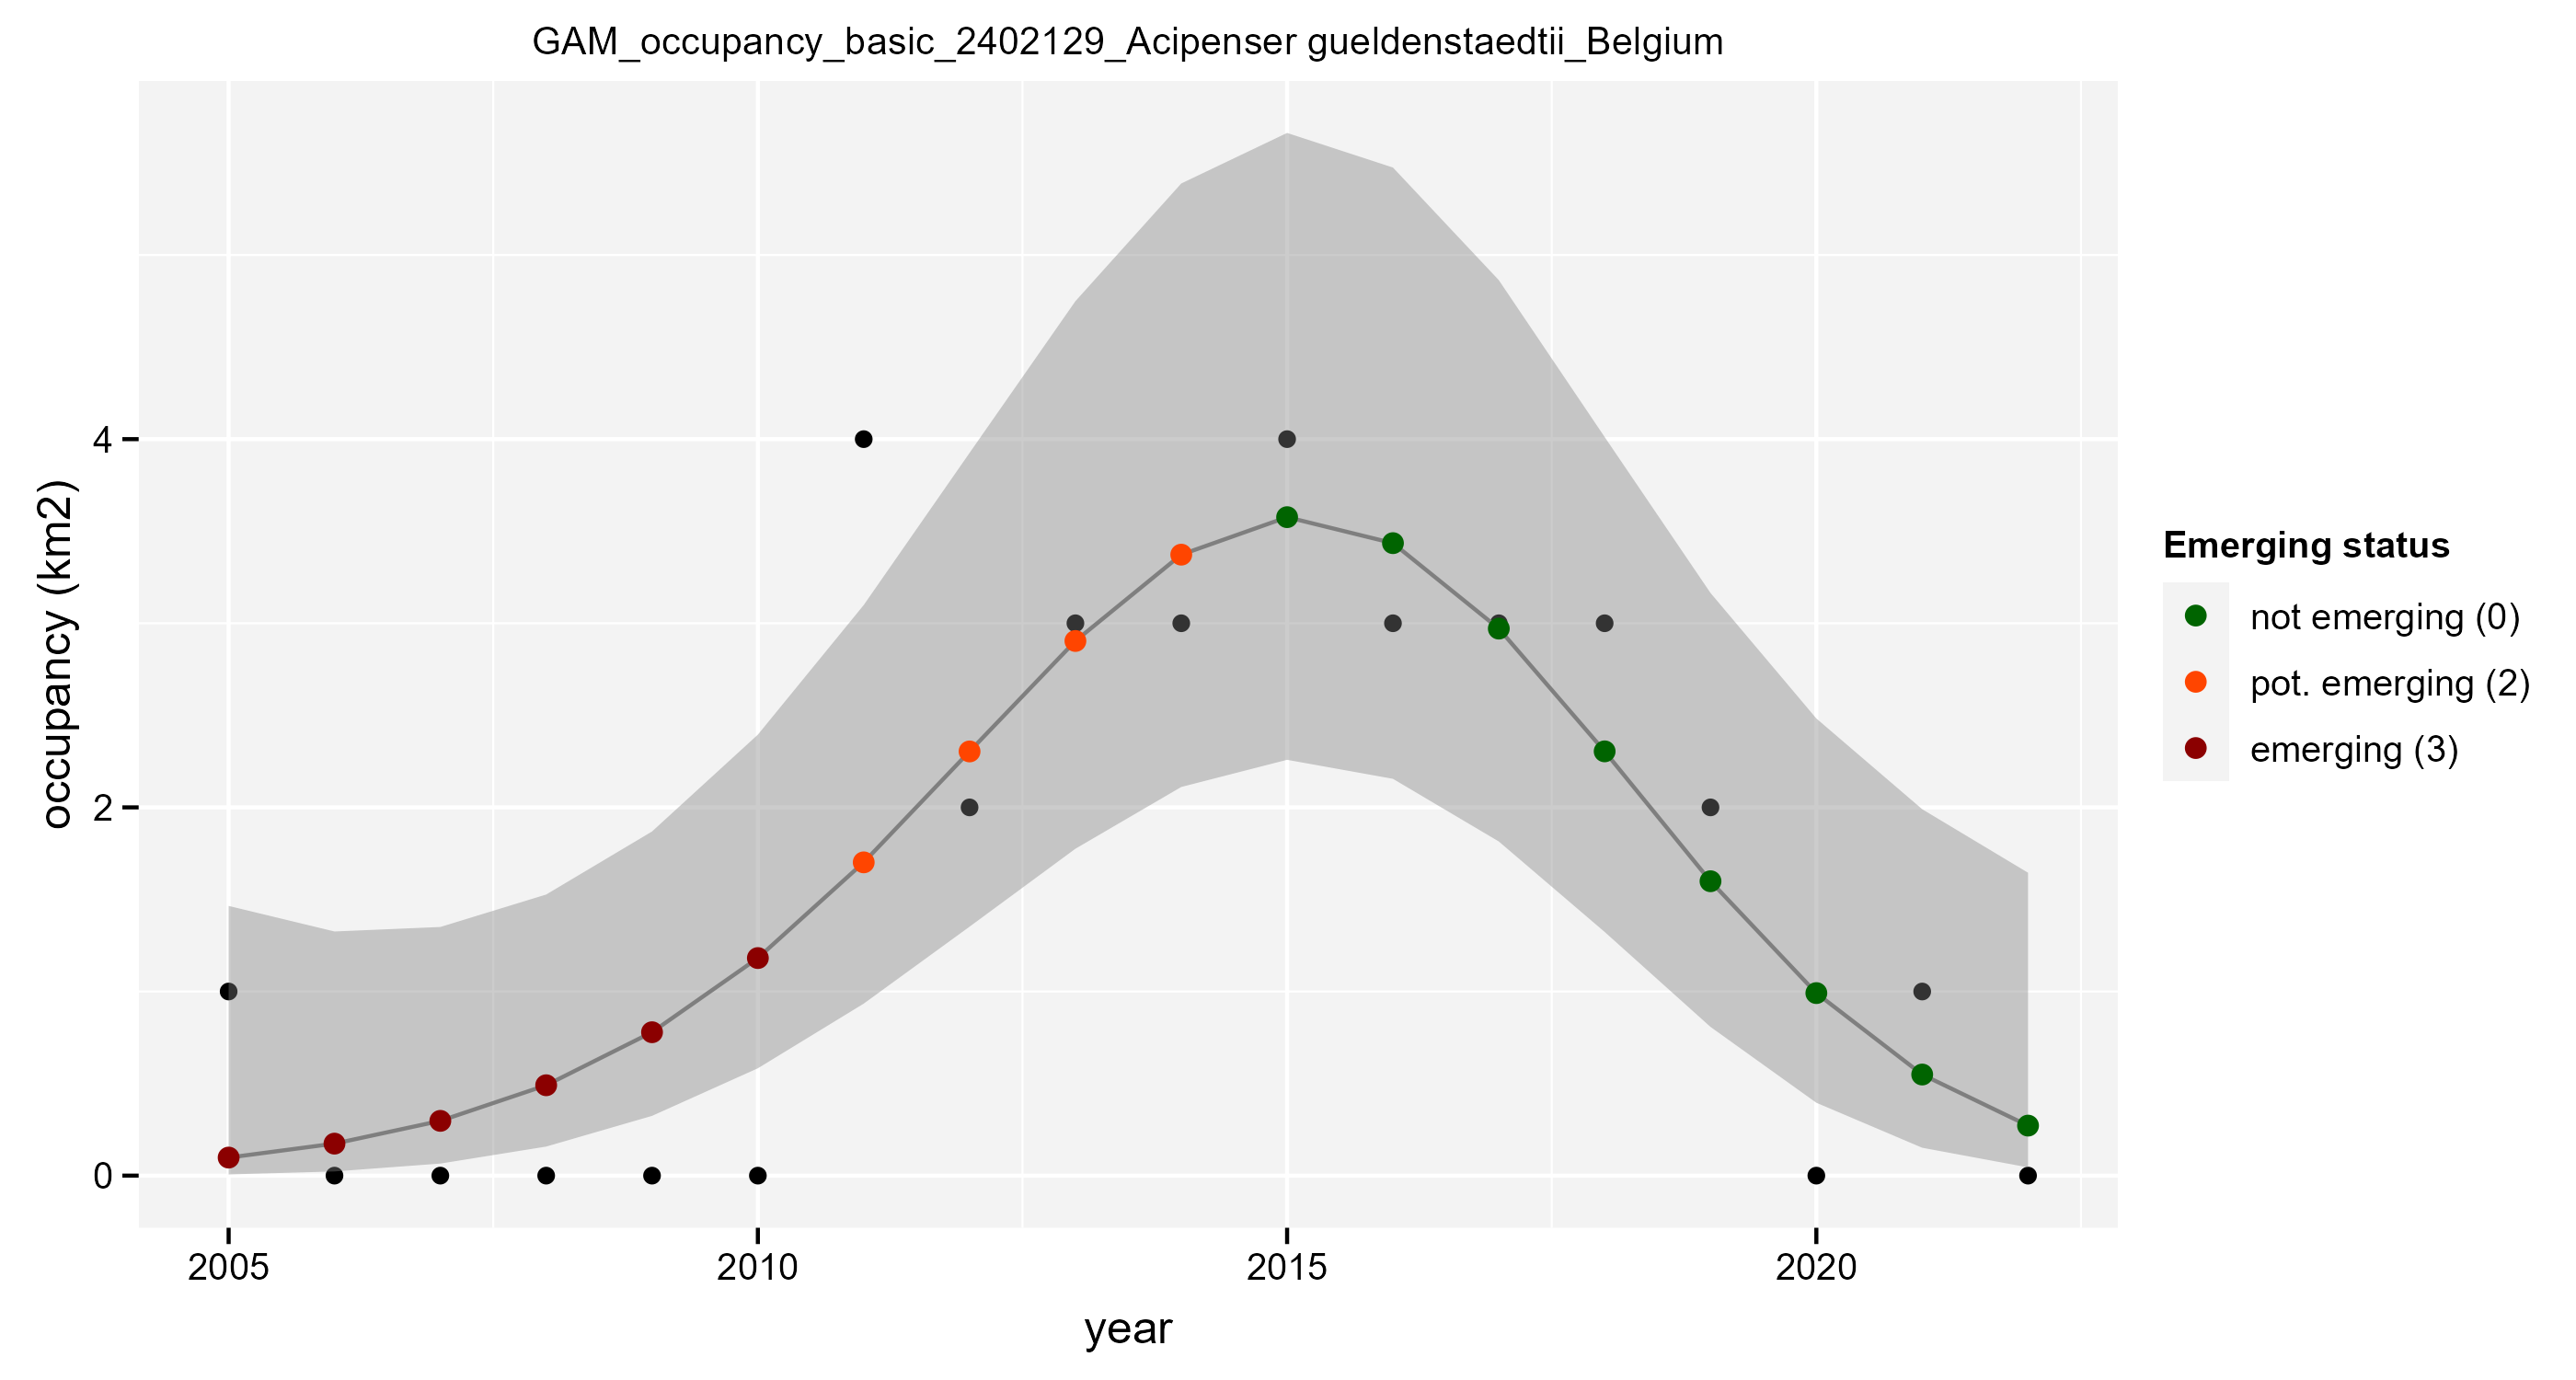 GAM_occupancy_basic_2402129_Acipenser gueldenstaedtii_Belgium
occupancy (km2)
4
2
0
2005
2010
2015
2020
year
Emerging status
not emerging (0)
pot. emerging (2)
emerging (3)